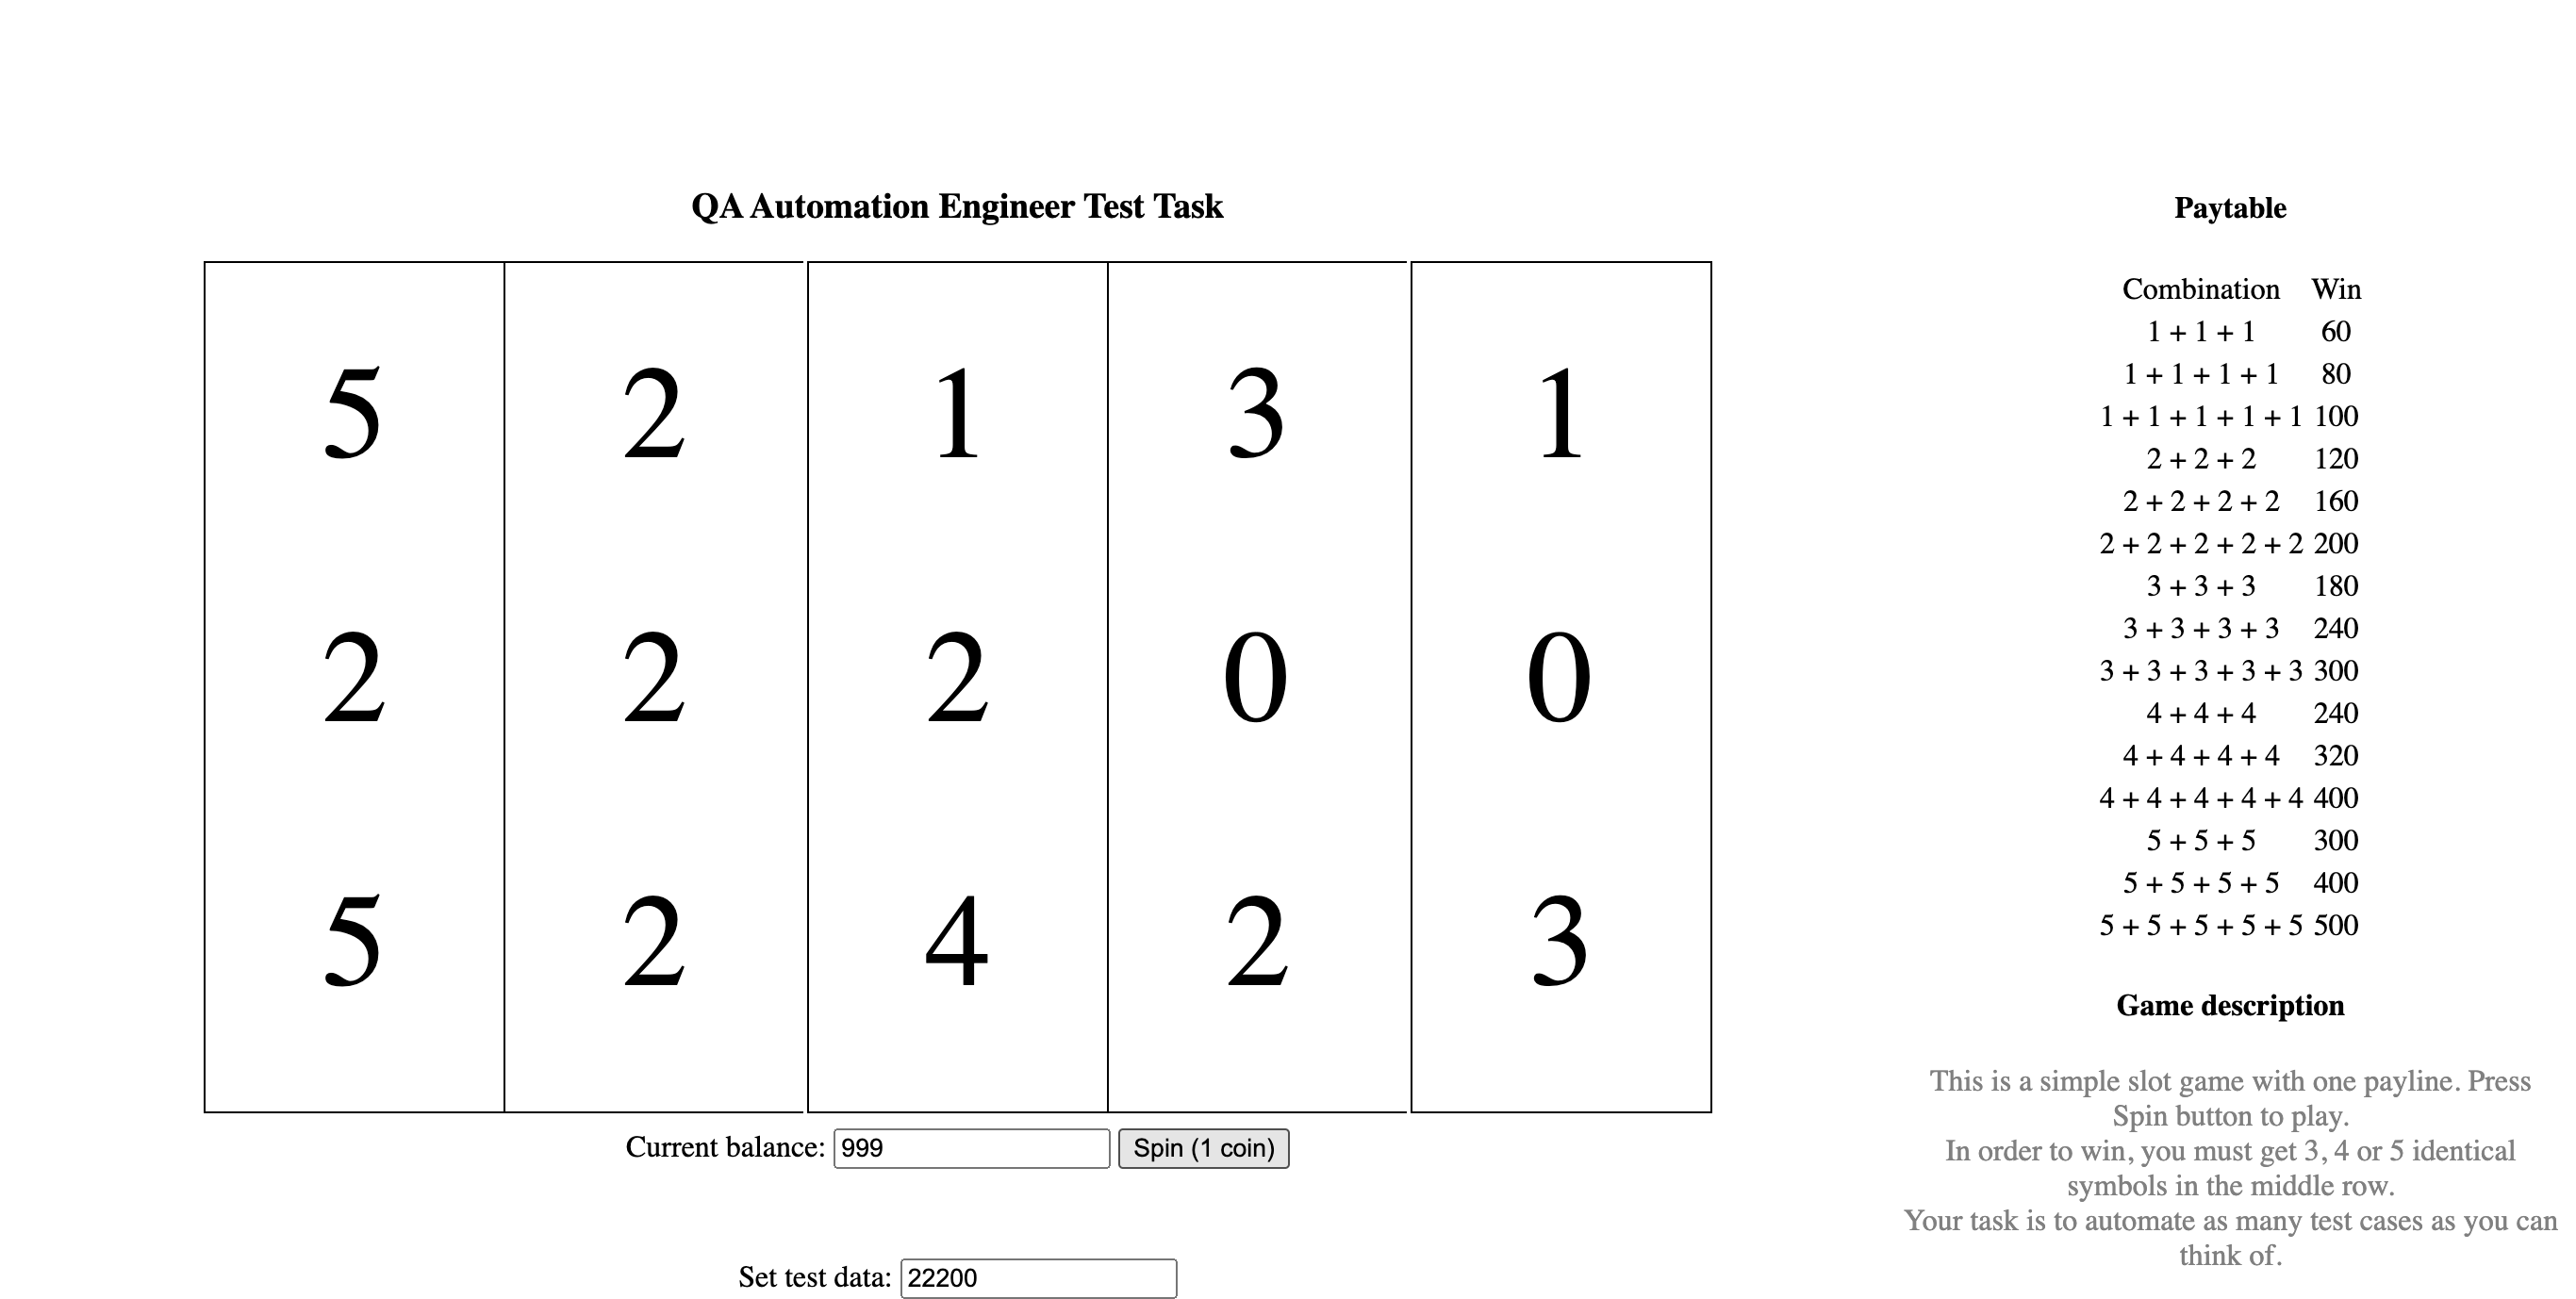 QA Automation Engineer Test Task
5 2 1 3 1
2 2 2 0 0
5 2 4 2 3
Current balance: 999 Spin (1 coin)
Set test data: 22200
Paytable
Combination Win
1 + 1 + 1 60
1 + 1 + 1 + 1 80
1 + 1 + 1 + 1 + 1 100
2 + 2 + 2 120
2 + 2 + 2 + 2 160
2 + 2 + 2 + 2 + 2 200
3 + 3 + 3 180
3 + 3 + 3 + 3 240
3 + 3 + 3 + 3 + 3 300
4 + 4 + 4 240
4 + 4 + 4 + 4 320
4 + 4 + 4 + 4 + 4 400
5 + 5 + 5 300
5 + 5 + 5 + 5 400
5 + 5 + 5 + 5 + 5 500
Game description
This is a simple slot game with one payline. Press
Spin button to play.
In order to win, you must get 3, 4 or 5 identical
symbols in the middle row.
Your task is to automate as many test cases as you can
think of.